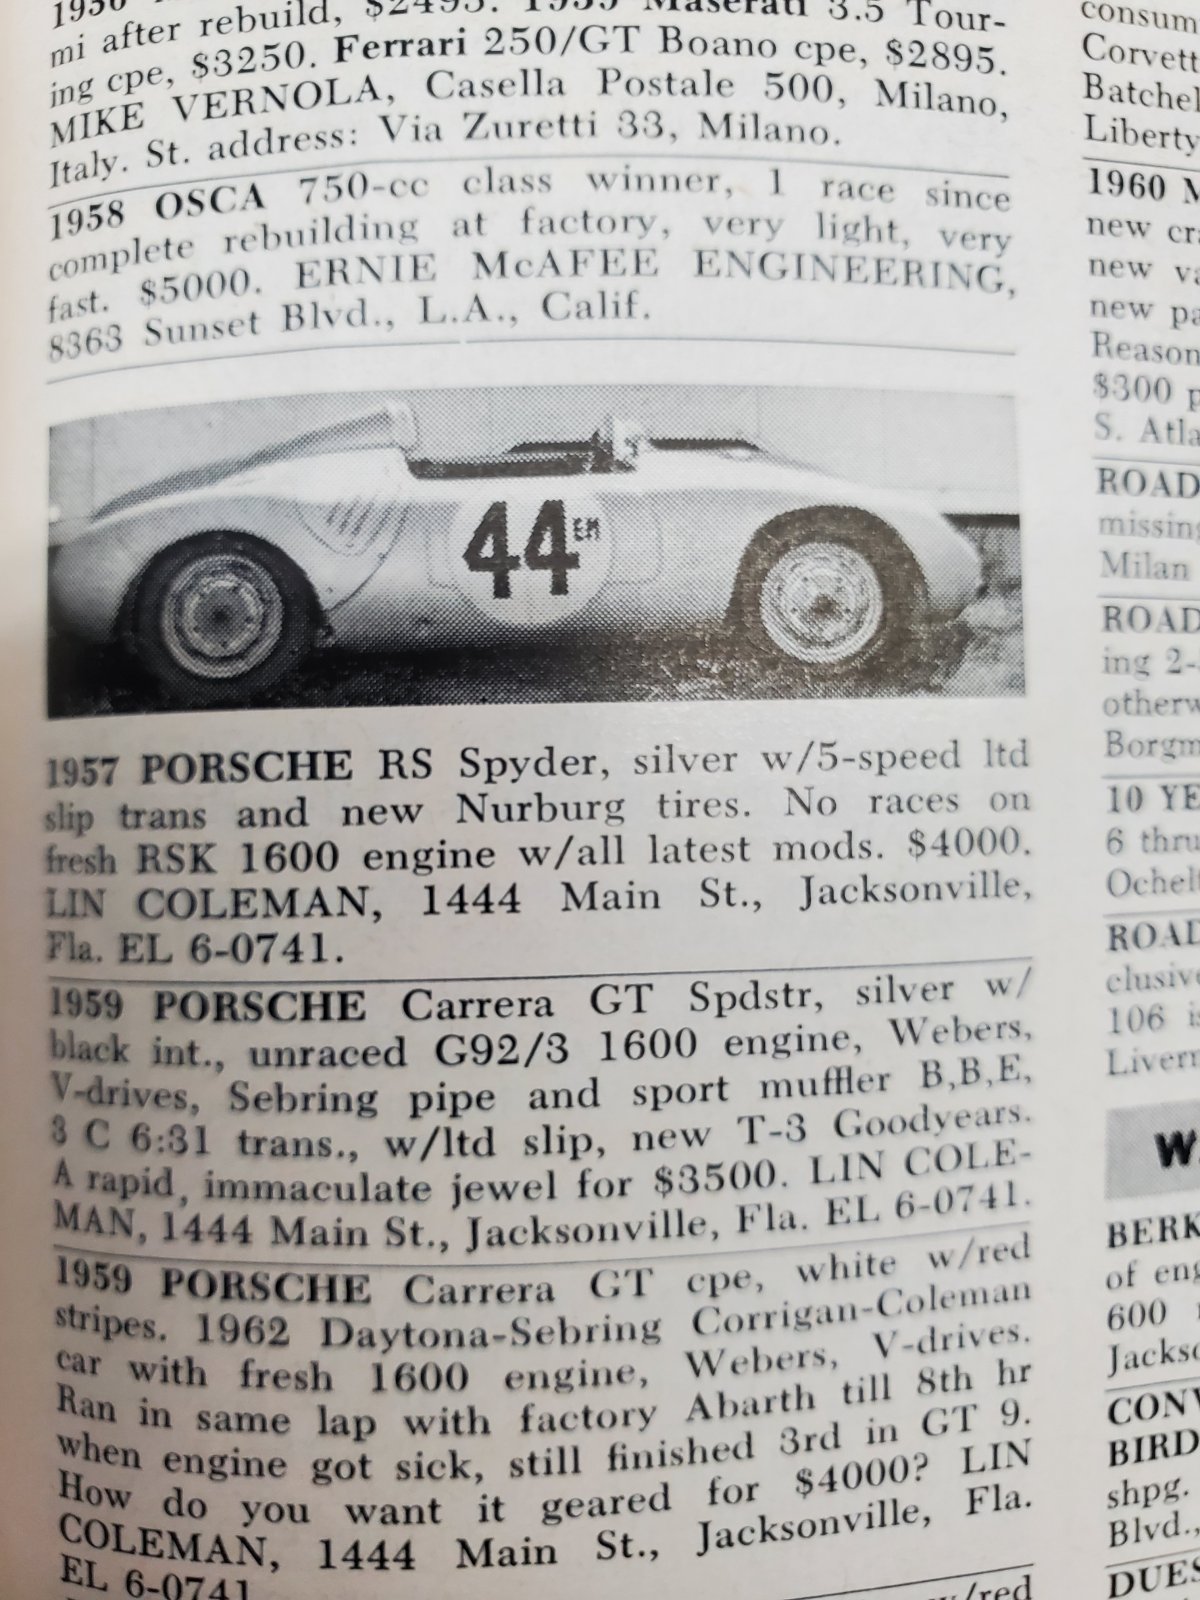 mi after rebuild, $2495. 1959 Maserati 3.5 Tour-
ing cpe, $3250. Ferrari 250/GT Boano cpe, $2895.
MIKE VERNOLA, Casella Postale 500, Milano,
Italy. St. address: Via Zuretti 33, Milano.
1958 OSCA 750-cc class winner, 1 race since
complete rebuilding at factory, very light, very
fast. $5000. ERNIE McAFEE ENGINEERING,
8363 Sunset Blvd., L.A., Calif.
44 EM
1957 PORSCHE RS Spyder, silver w/5-speed ltd
slip trans and new Nurburg tires. No races on
fresh RSK 1600 engine w/all latest mods. $4000.
LIN COLEMAN, 1444 Main St., Jacksonville,
Fla. EL 6-0741.
1959 PORSCHE Carrera GT Spdstr, silver w/
black int., unraced G92/3 1600 engine, Webers,
V-drives, Sebring pipe and sport muffler B,B,E,
3 C 6:31 trans., w/ltd slip, new T-3 Goodyears.
A rapid, immaculate jewel for $3500. LIN COLE-
MAN, 1444 Main St., Jacksonville, Fla. EL 6-0741.
1959 PORSCHE Carrera GT cpe, white w/red
stripes. 1962 Daytona-Sebring Corrigan-Coleman
car with fresh 1600 engine, Webers, V-drives.
Ran in same lap with factory Abarth till 8th hr
when engine got sick, still finished 3rd in GT 9.
How do you want it geared for $4000? LIN
COLEMAN, 1444 Main St., Jacksonville, Fla.
EL 6-0741
w/red
consum
Corvett
Batchel
Liberty
1960 M
new cr
new va
new pa
Reason
$300 p
S. Atla
ROAD
missing
Milan
ROAD
ing 2-
otherw
Borgm
10 YE
6 thru
Ochel
ROAD
clusive
106 is
Liverm
W
BERK
of eng
600
Jackso
CONV
BIRD
shpg.
Blvd.,
DUES